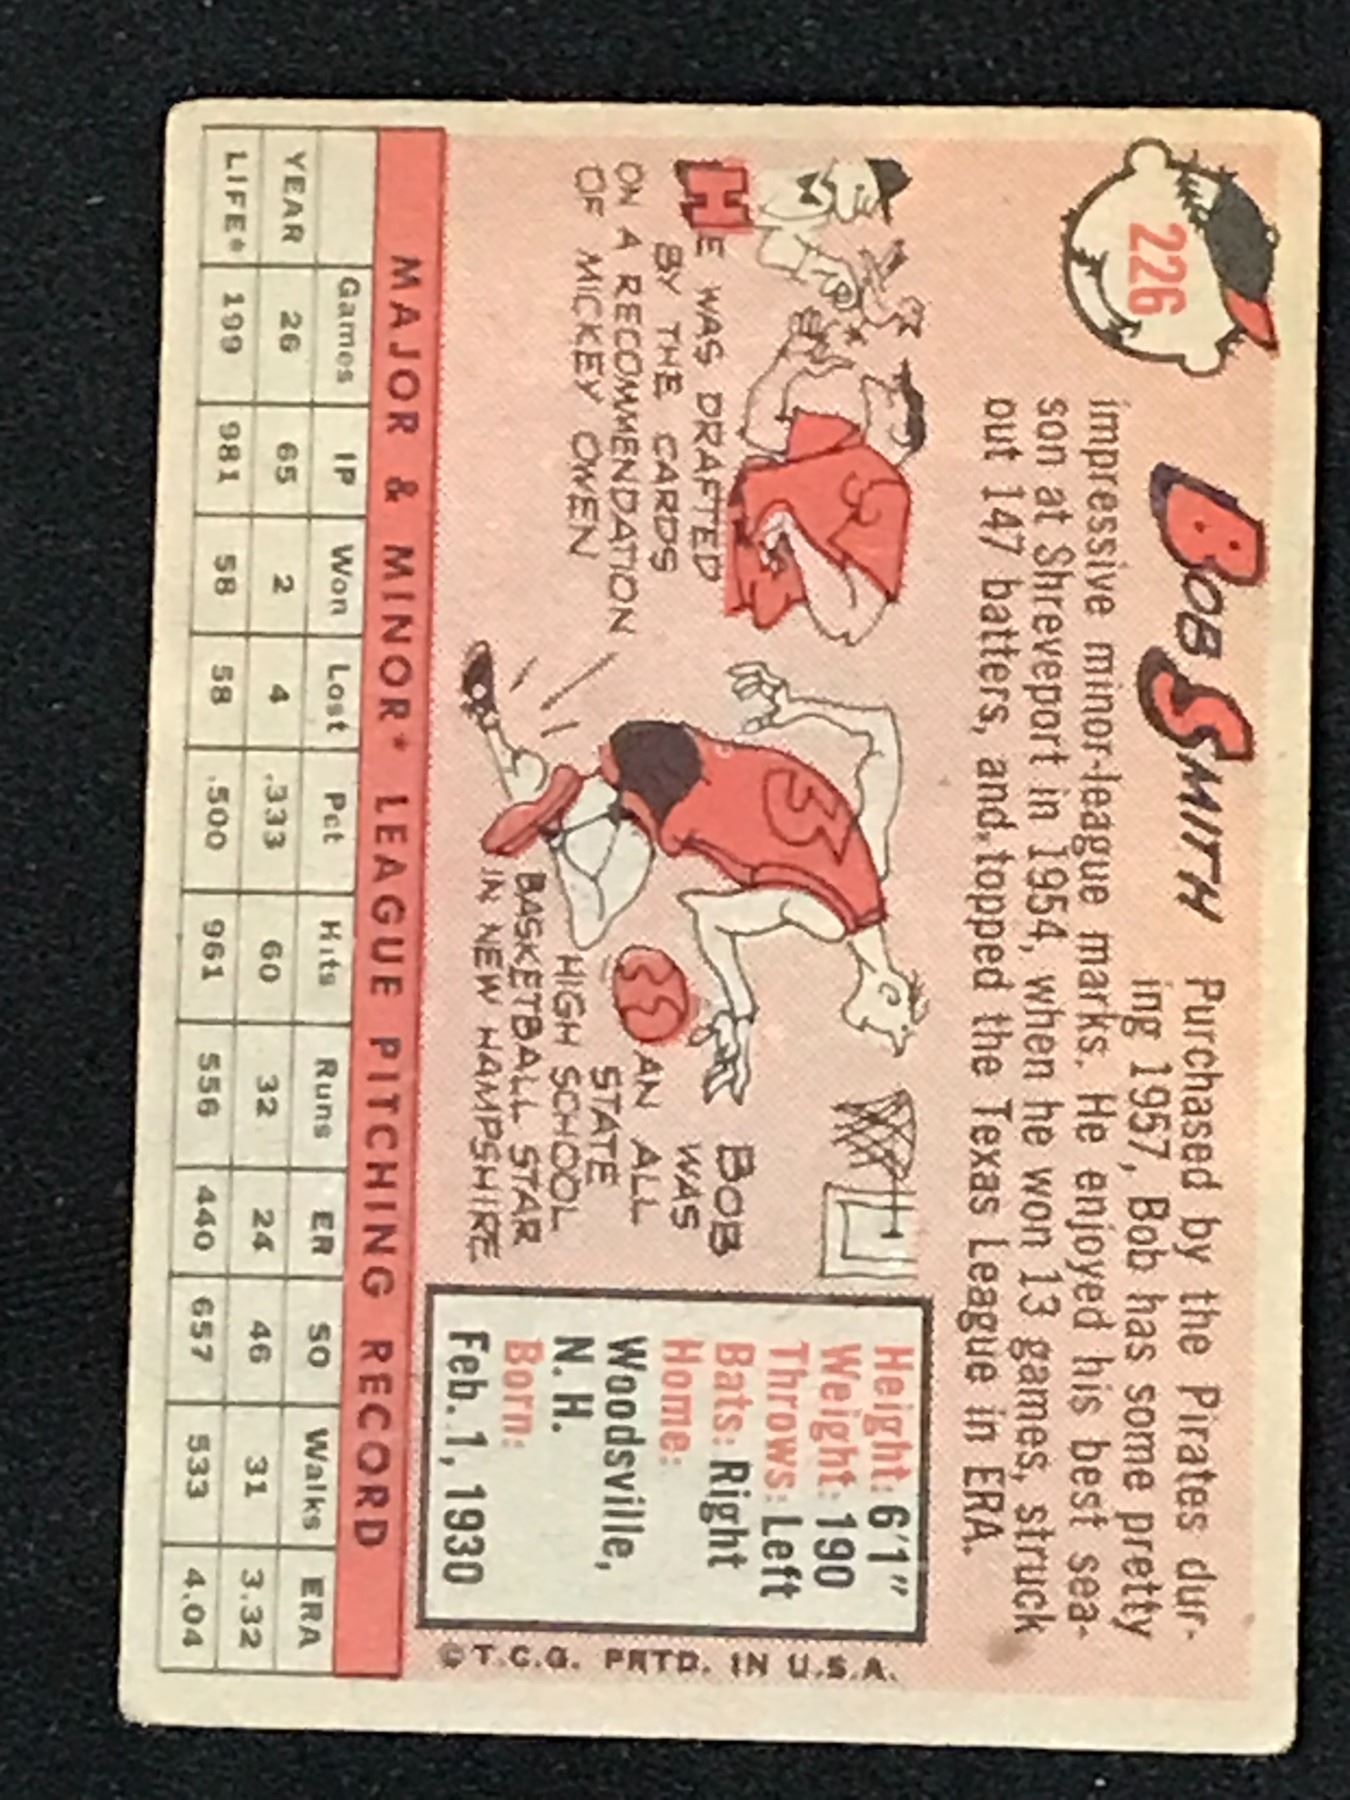 226
BOB SMITH
Purchased by the Pirates dur-
ing 1957, Bob has some pretty
impressive minor-league marks. He enjoyed his best sea-
son at Shreveport in 1954, when he won 13 games, struck
out 147 batters, and topped the Texas League in ERA.
HE WAS DRAFTED
BY THE CARDS
ON A RECOMMENDATION
OF MICKEY OWEN
3
BOB
WAS
AN ALL
STATE
HIGH SCHOOL
BASKETBALL STAR
IN NEW HAMPSHIRE
Height: 6'1"
Weight: 190
Throws: Left
Bats: Right
Home:
Woodsville,
N. H.
Born:
Feb. 1, 1930
© T.C.G. PRTD. IN U.S.A.
MAJOR & MINOR* LEAGUE PITCHING RECORD
Games IP Won Lost Pct Hits Runs ER SO Walks ERA
YEAR 26 65 2 4 .333 60 32 24 46 31 3.32
LIFE* 199 981 58 58 .500 961 556 440 657 533 4.04